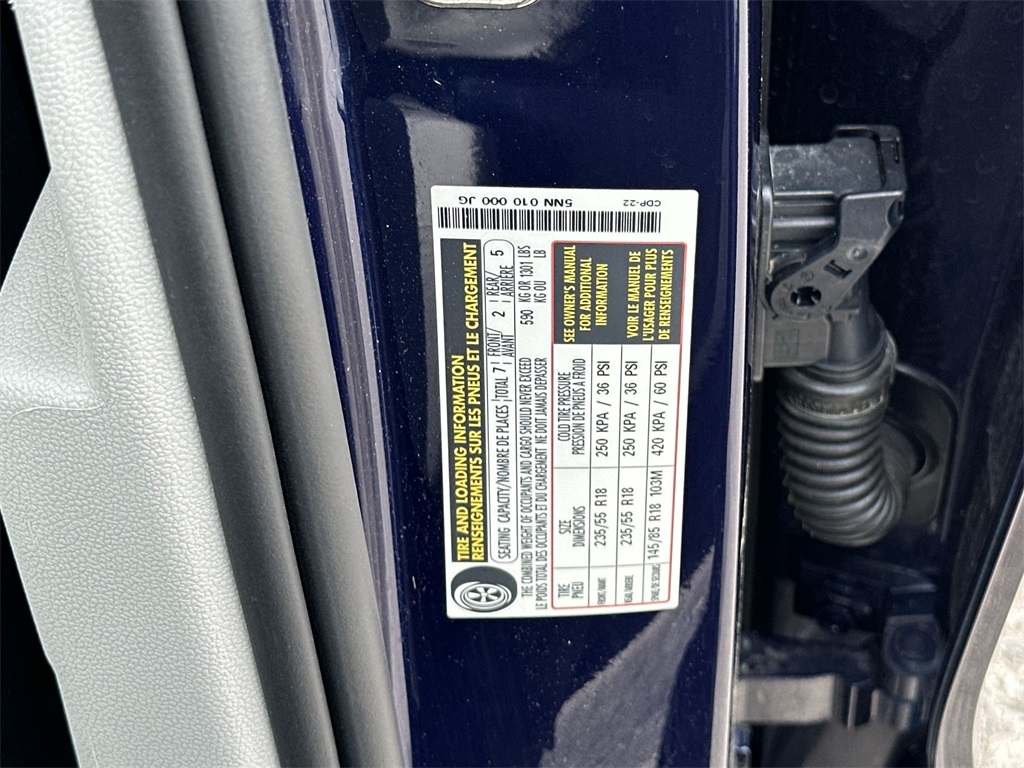 TIRE AND LOADING INFORMATION
RENSEIGNEMENTS SUR LES PNEUS ET LE CHARGEMENT
SEATING CAPACITY/NOMBRE DE PLACES TOTAL 7 FRONT/AVANT 2 REAR/ARRIÈRE 5
THE COMBINED WEIGHT OF OCCUPANTS AND CARGO SHOULD NEVER EXCEED 590 KG OR 1301 LBS
LE POIDS TOTAL DES OCCUPANTS ET DU CHARGEMENT NE DOIT JAMAIS DEPASSER KG OU LB
TIRE PNEU SIZE DIMENSIONS COLD TIRE PRESSURE PRESSION DE PNEUS A FROID
FRONT/AVANT 235/55 R18 250 KPA / 36 PSI
REAR/ARRIERE 235/55 R18 250 KPA / 36 PSI
145/85 R18 103M 420 KPA / 60 PSI
SEE OWNER'S MANUAL
FOR ADDITIONAL
INFORMATION
VOIR LE MANUEL DE
L'USAGER POUR PLUS
DE RENSEIGNEMENTS
5NN 010 000 JG
CDP-22